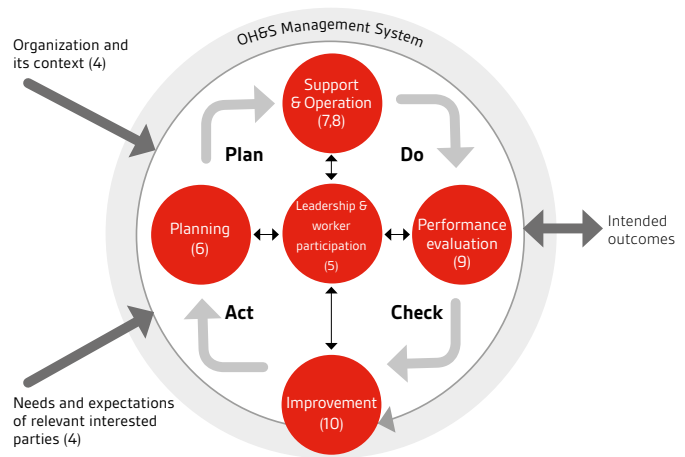 OH&S Management System
Organization and
its context (4)
Support
& Operation
(7,8)
Plan
Do
Leadership &
worker
participation
(5)
Planning
(6)
Performance
evaluation
(9)
Intended
outcomes
Act
Check
Improvement
(10)
Needs and expectations
of relevant interested
parties (4)